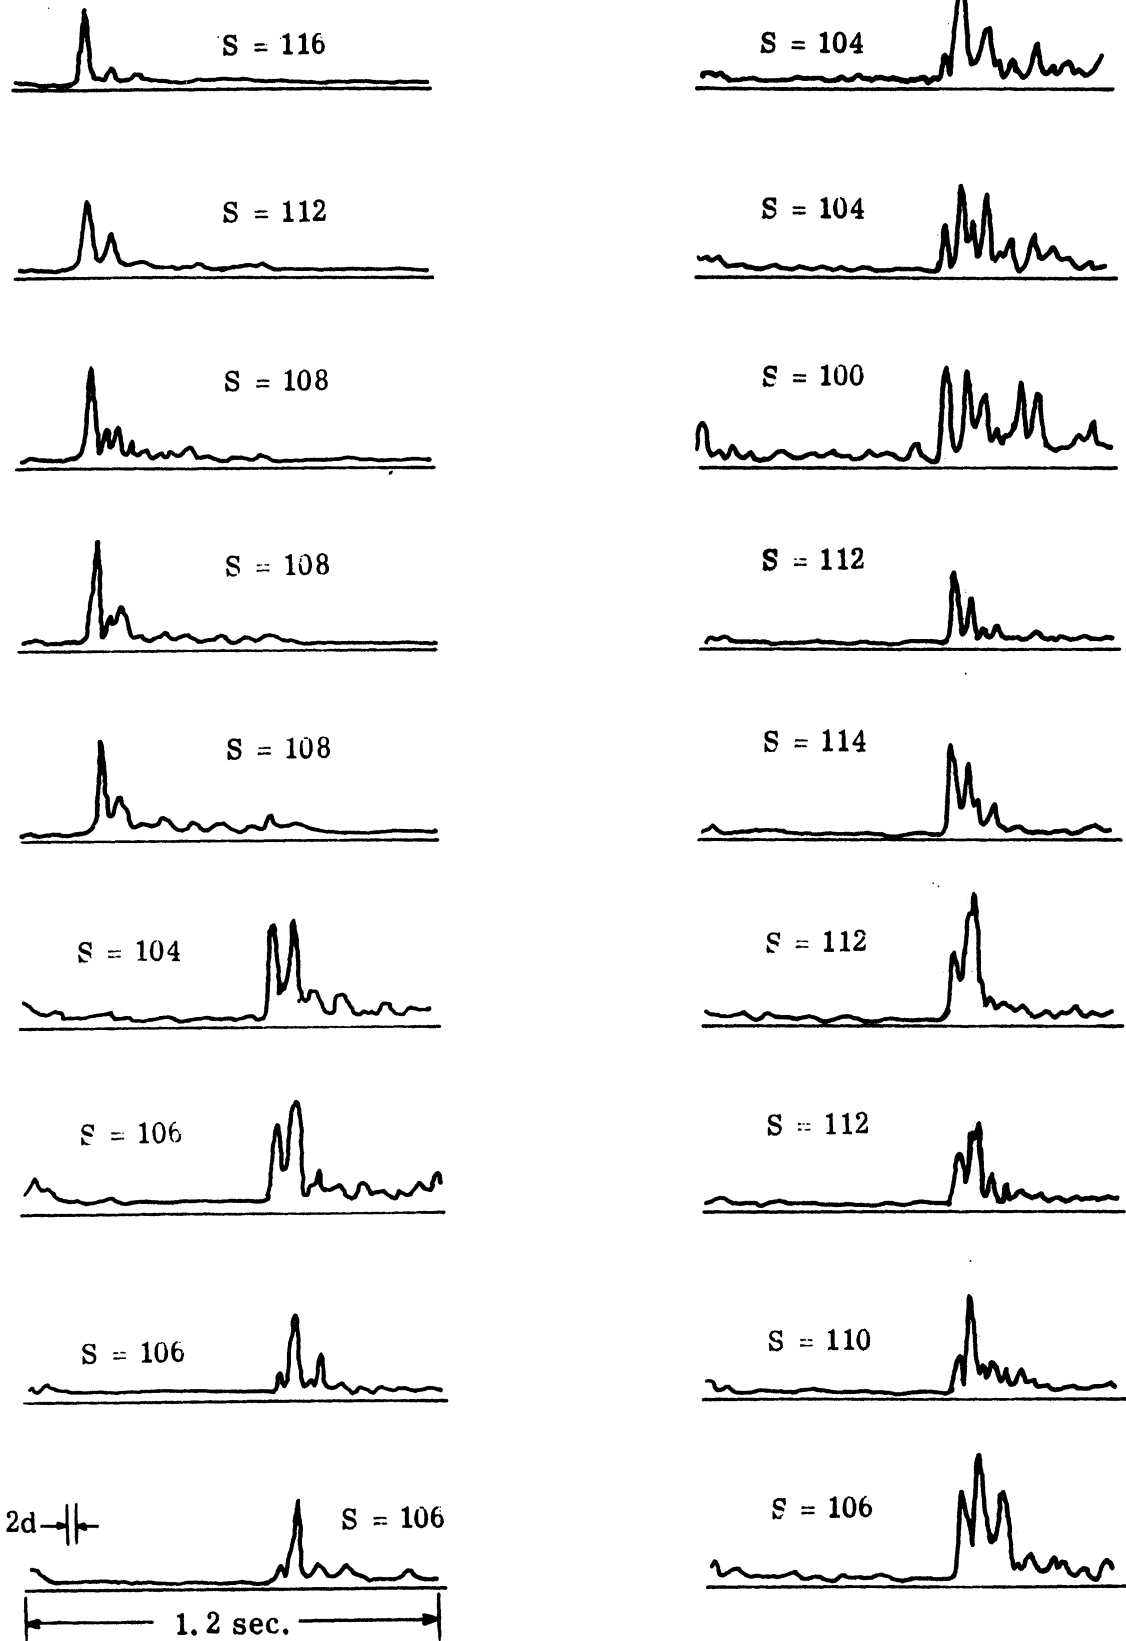 S = 116
S = 112
S = 108
S = 108
S = 108
S = 104
S = 106
S = 106
2d
S = 106
1.2 sec.
S = 104
S = 104
S = 100
S = 112
S = 114
S = 112
S = 112
S = 110
S = 106